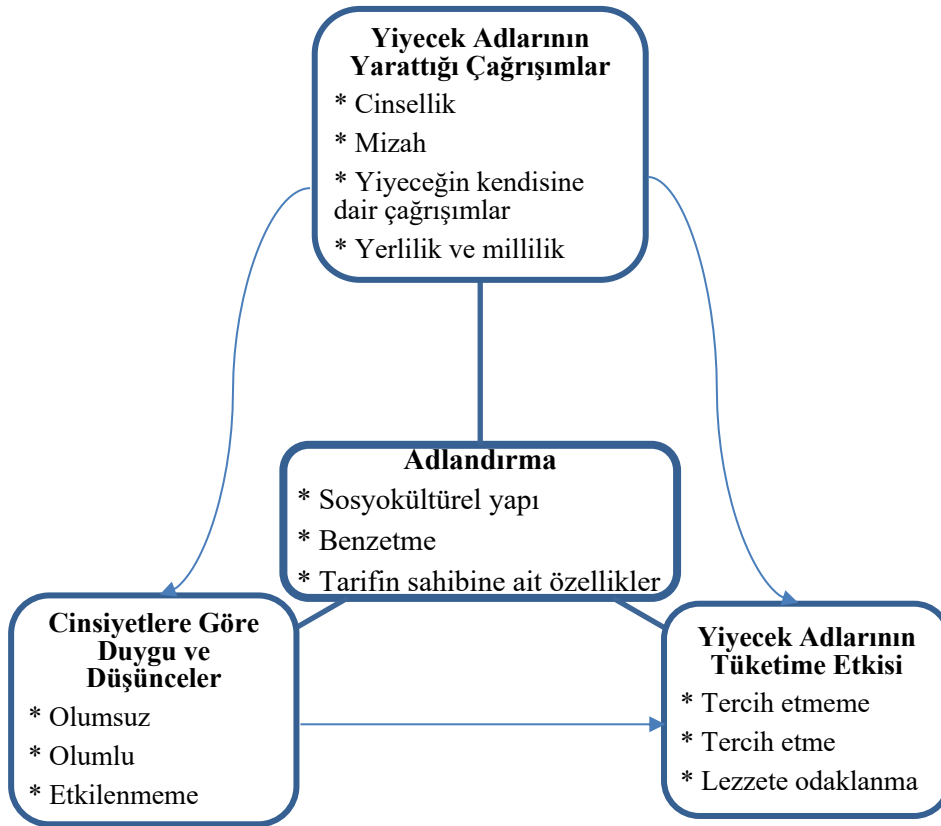 Yiyecek Adlarının
Yarattığı Çağrışımlar
* Cinsellik
* Mizah
* Yiyeceğin kendisine
dair çağrışımlar
* Yerlilik ve millilik
Adlandırma
* Sosyokültürel yapı
* Benzetme
* Tarifin sahibine ait özellikler
Cinsiyetlere Göre
Duygu ve
Düşünceler
* Olumsuz
* Olumlu
* Etkilenmeme
Yiyecek Adlarının
Tüketime Etkisi
* Tercih etmeme
* Tercih etme
* Lezzete odaklanma